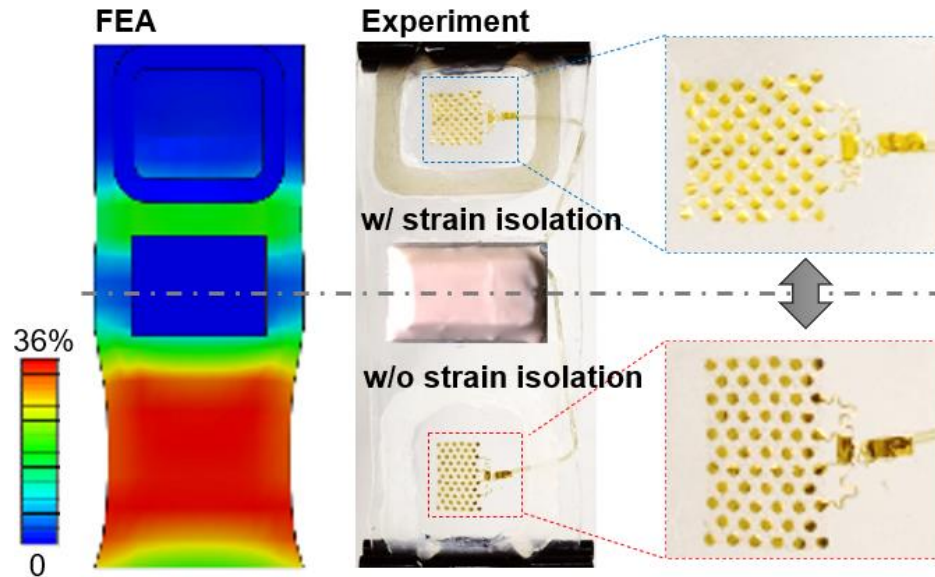 FEA
Experiment
w/ strain isolation
36%
w/o strain isolation
0